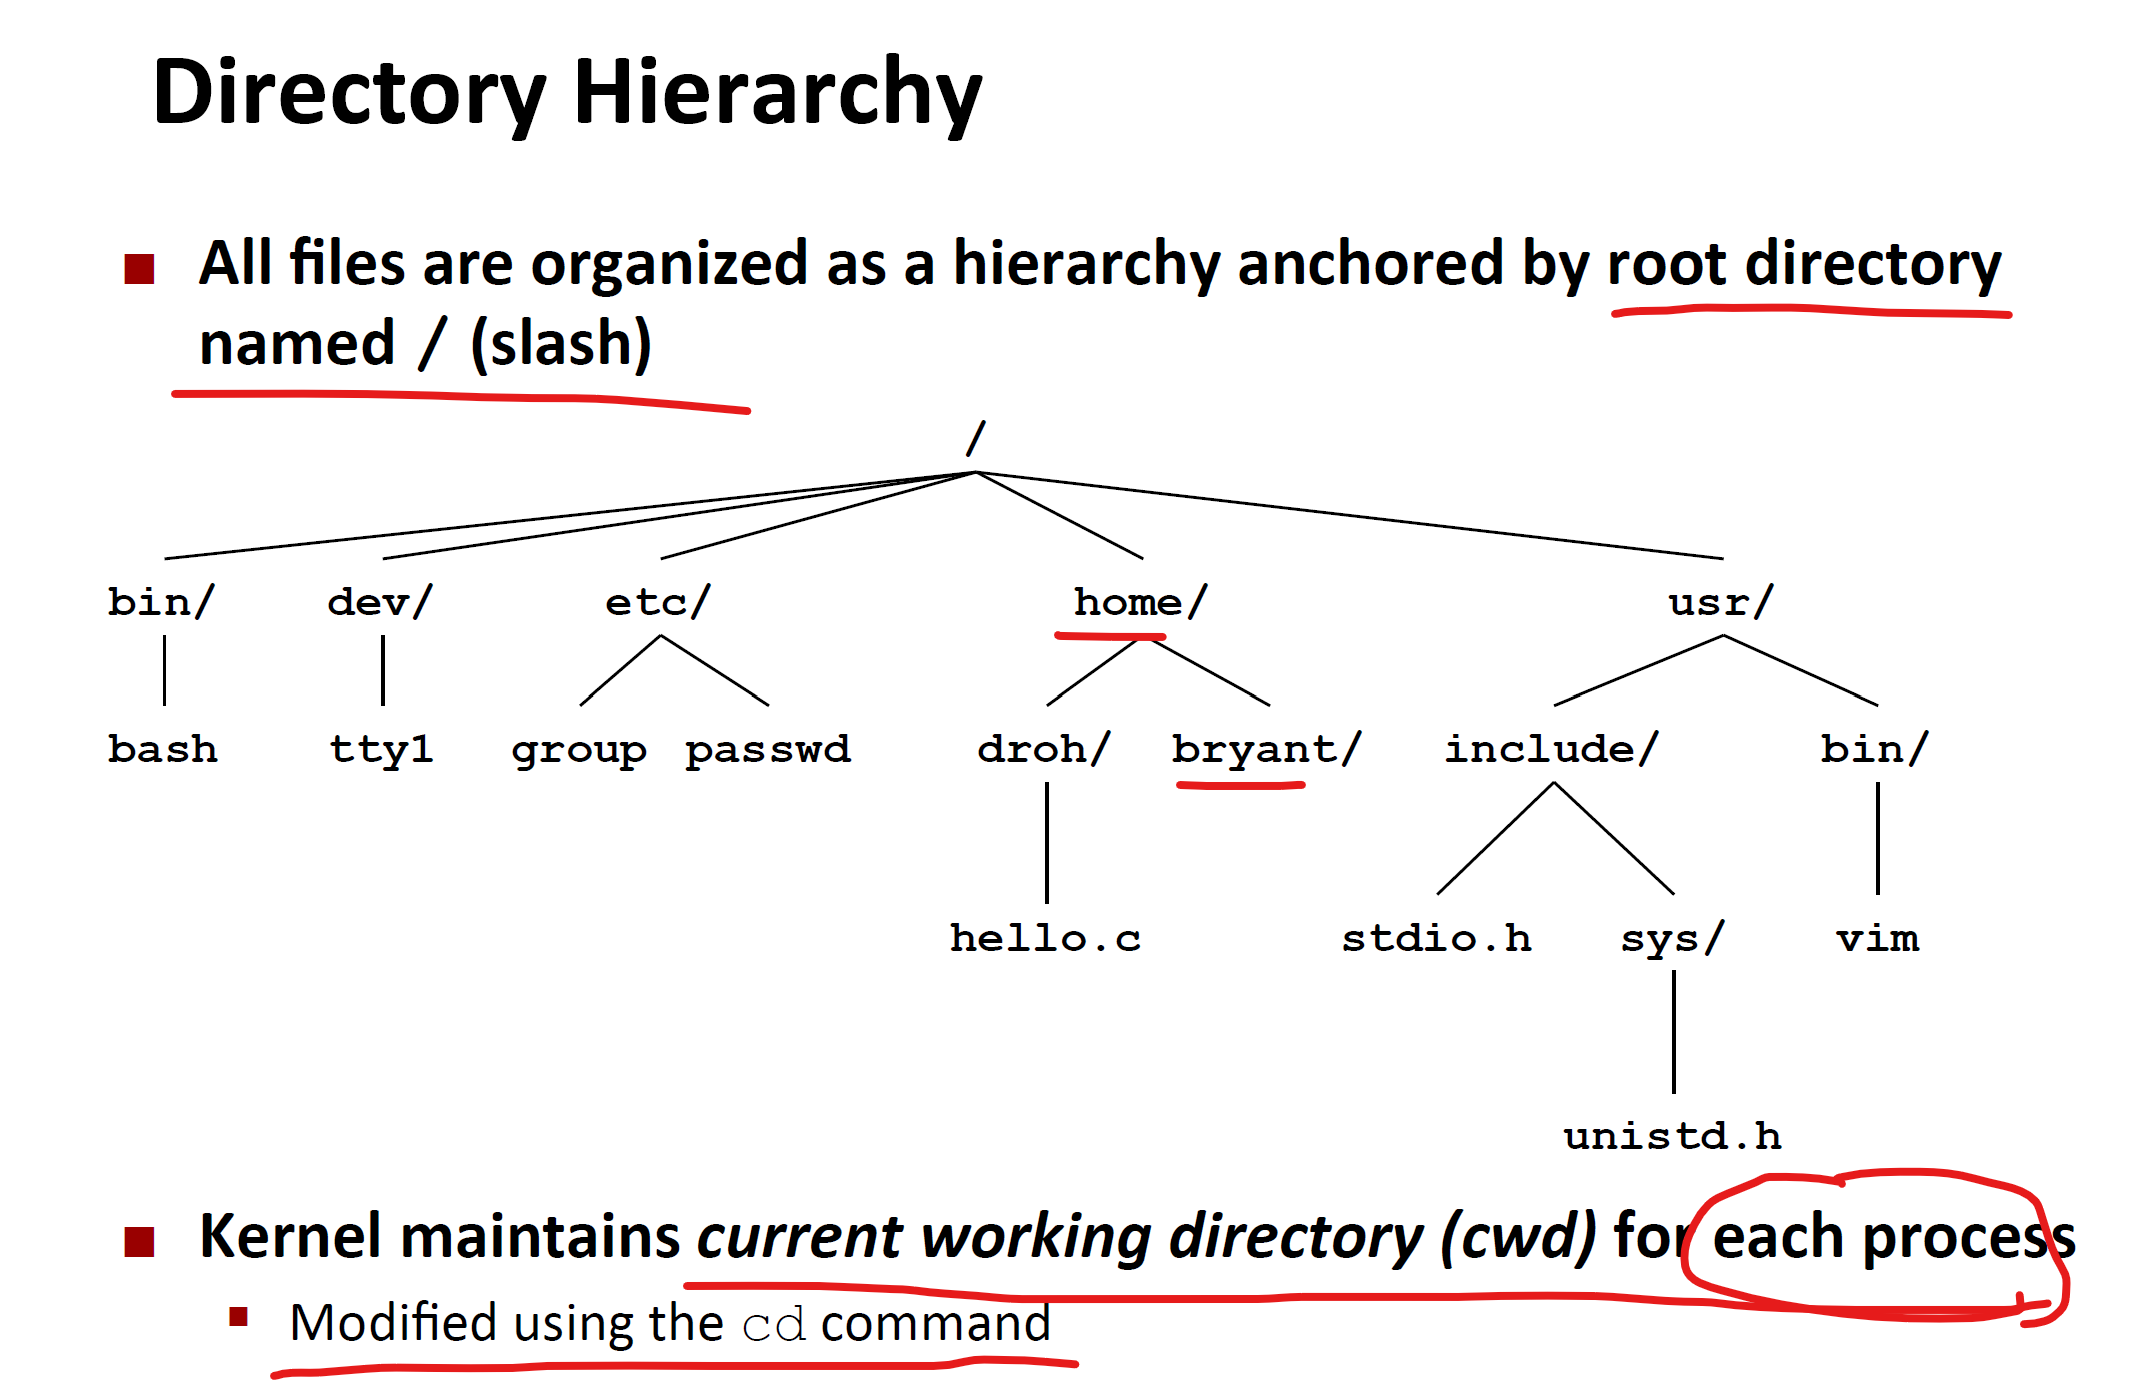 Directory Hierarchy
All files are organized as a hierarchy anchored by root directory
named / (slash)
/
bin/ dev/ etc/ home/ usr/
bash tty1 group passwd droh/ bryant/ include/ bin/
hello.c stdio.h sys/ vim
unistd.h
Kernel maintains current working directory (cwd) for each process
Modified using the cd command